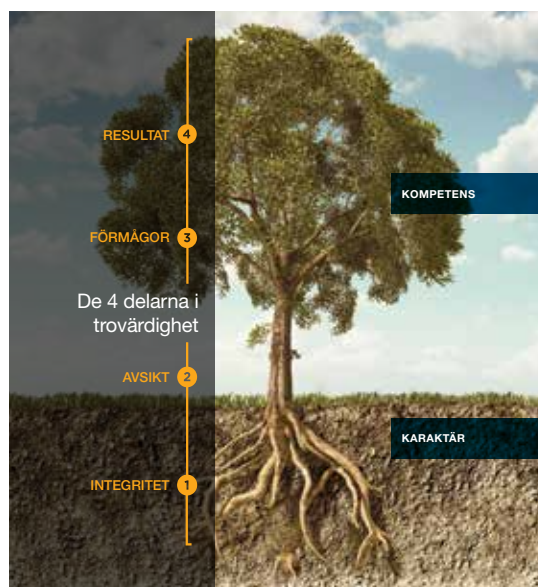 RESULTAT 4
KOMPETENS
FÖRMÅGOR 3
De 4 delarna i
trovärdighet
AVSIKT 2
KARAKTÄR
INTEGRITET 1